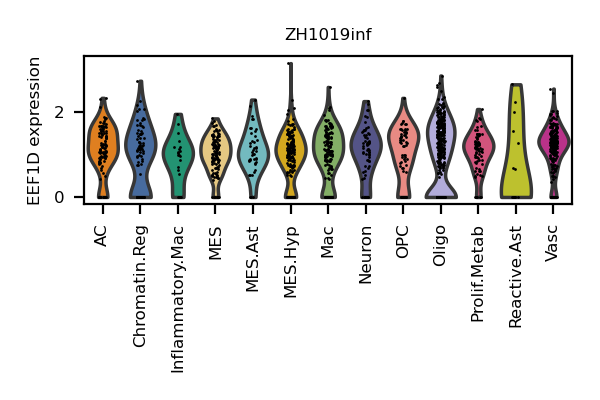 ZH1019inf
EEF1D expression
2
0
AC
Chromatin.Reg
Inflammatory.Mac
MES
MES.Ast
MES.Hyp
Mac
Neuron
OPC
Oligo
Prolif.Metab
Reactive.Ast
Vasc